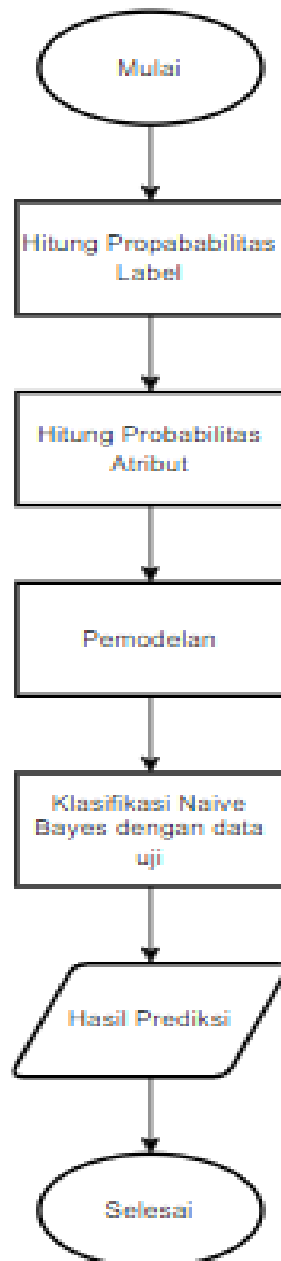 Mulai
Hitung Propababilitas
Label
Hitung Probabilitas
Atribut
Pemodelan
Klasifikasi Naive
Bayes dengan data
uji
Hasil Prediksi
Selesai